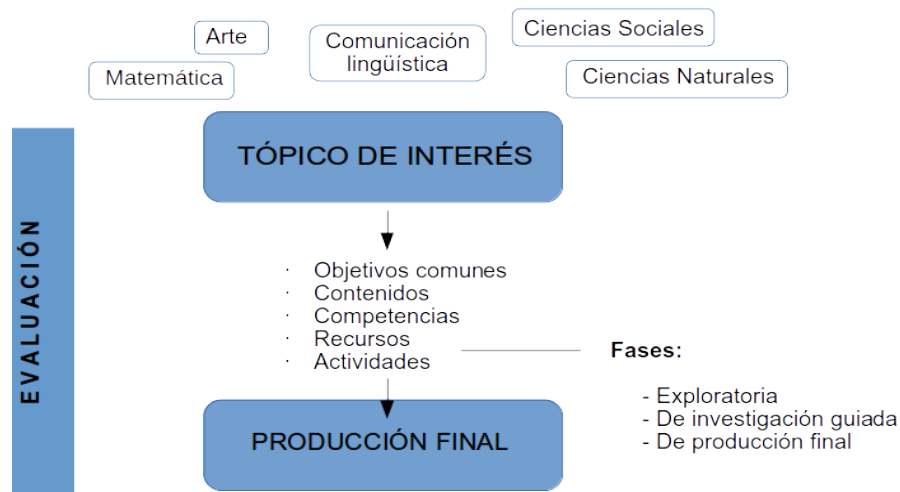 Arte
Comunicación
lingüística
Ciencias Sociales
Matemática
Ciencias Naturales
EVALUACIÓN
TÓPICO DE INTERÉS
· Objetivos comunes
· Contenidos
· Competencias
· Recursos
· Actividades
Fases:
- Exploratoria
- De investigación guiada
- De producción final
PRODUCCIÓN FINAL